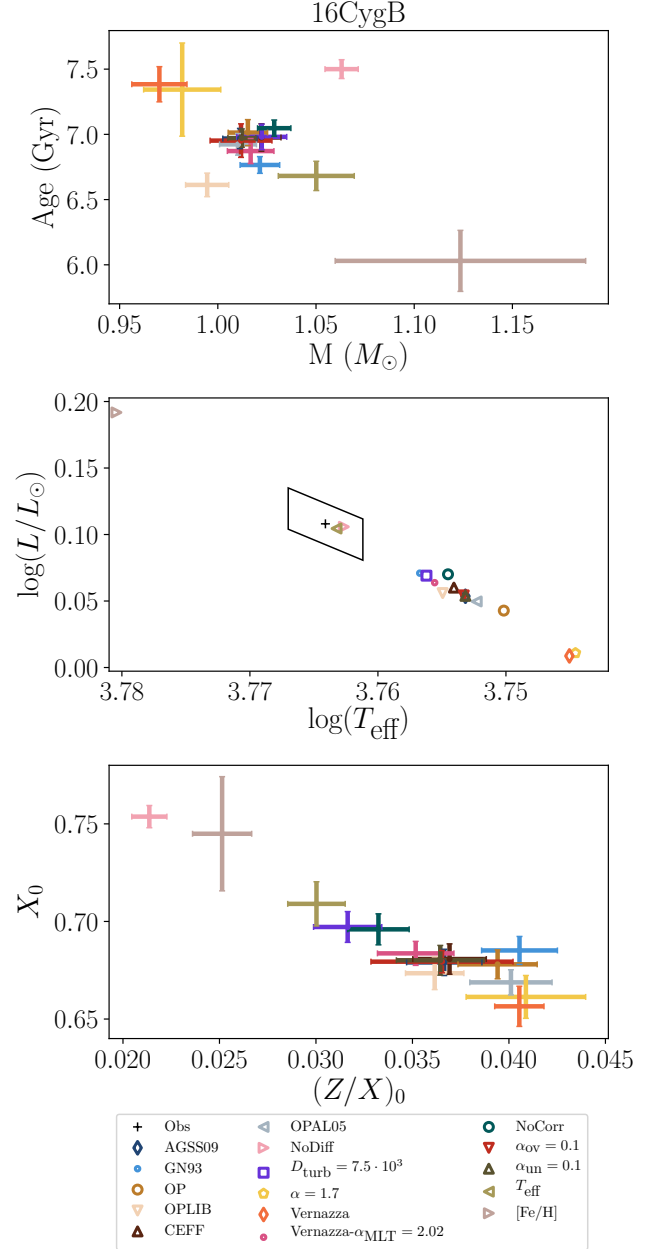 16CygB
7.5
7.0
6.5
6.0
Age (Gyr)
0.95 1.00 1.05 1.10 1.15
M (M⊙)
0.20
0.15
0.10
0.05
0.00
log(L/L⊙)
3.78 3.77 3.76 3.75
log(Teff)
0.75
0.70
0.65
X₀
0.020 0.025 0.030 0.035 0.040 0.045
(Z/X)₀
Obs
AGSS09
GN93
OP
OPLIB
CEFF
OPAL05
NoDiff
Dturb = 7.5 · 10³
α = 1.7
Vernazza
Vernazza-αMLT = 2.02
NoCorr
αov = 0.1
αun = 0.1
Teff
[Fe/H]